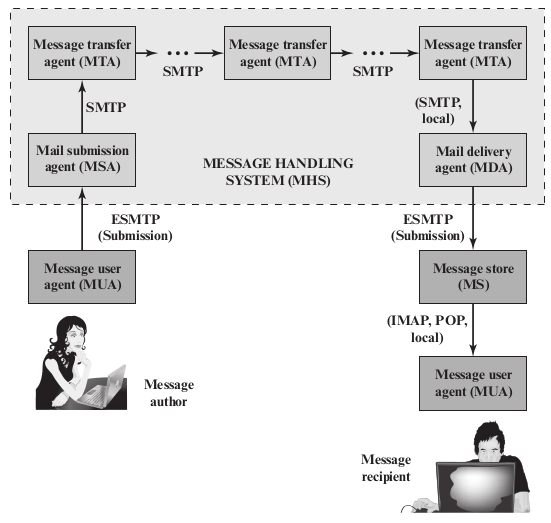 Message transfer
agent (MTA)
SMTP
Message transfer
agent (MTA)
SMTP
Message transfer
agent (MTA)
SMTP
(SMTP,
local)
Mail submission
agent (MSA)
MESSAGE HANDLING
SYSTEM (MHS)
Mail delivery
agent (MDA)
ESMTP
(Submission)
ESMTP
(Submission)
Message user
agent (MUA)
Message store
(MS)
(IMAP, POP,
local)
Message user
agent (MUA)
Message
author
Message
recipient